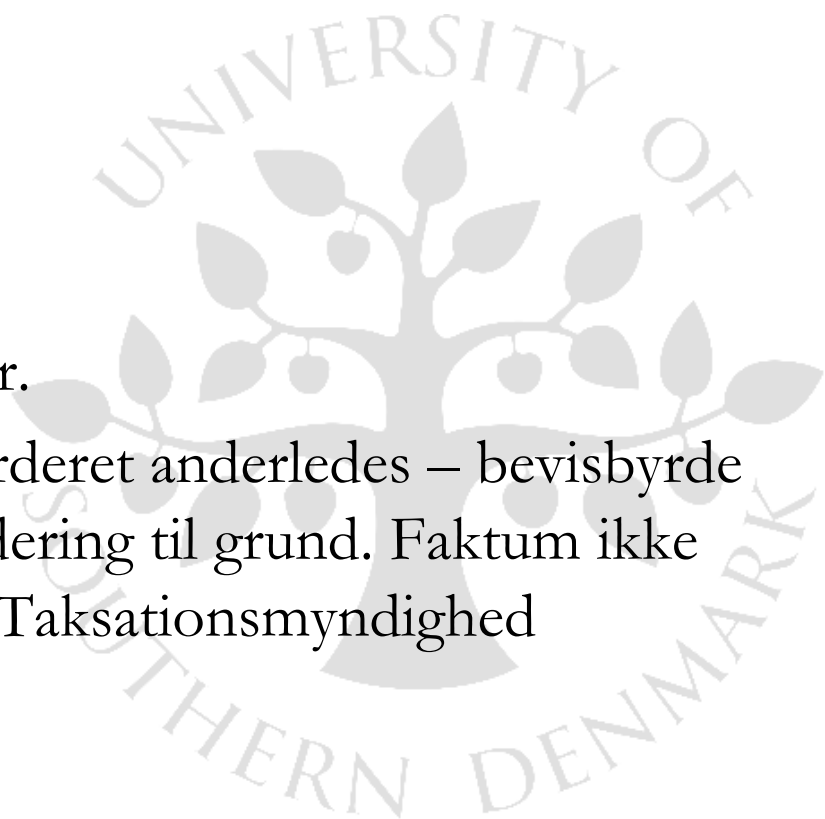 UNIVERSITY OF
r.
rderet anderledes – bevisbyrde
dering til grund. Faktum ikke
Taksationsmyndighed
SOUTHERN DENMARK